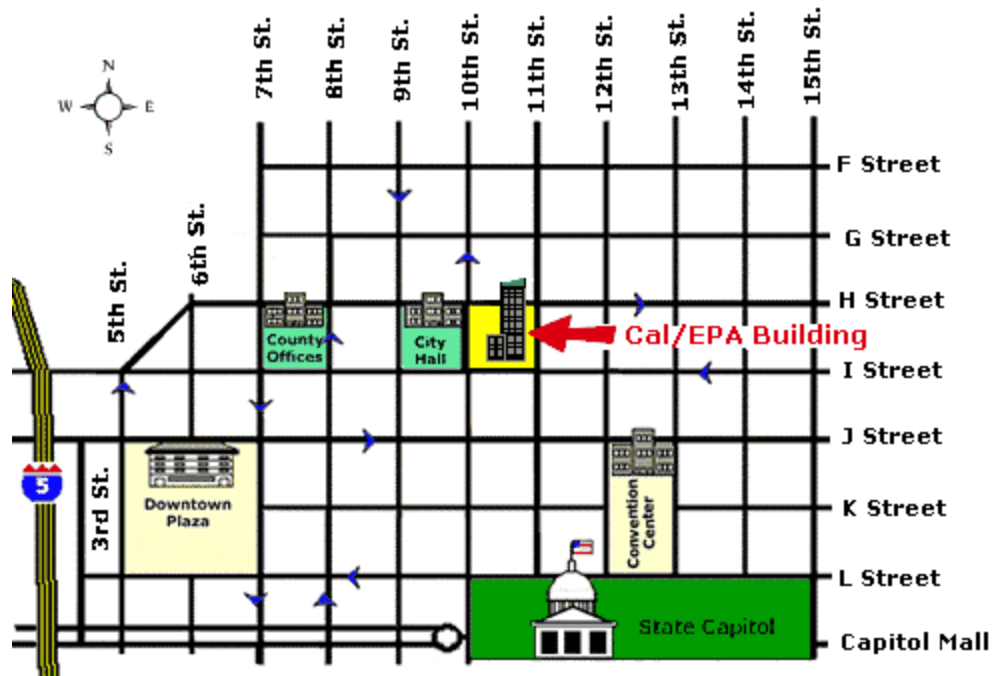 7th St.
8th St.
9th St.
10th St.
11th St.
12th St.
13th St.
14th St.
15th St.
N
W
E
S
F Street
6th St.
G Street
5th St.
H Street
Cal/EPA Building
County
Offices
City
Hall
I Street
J Street
5
3rd St.
Downtown
Plaza
Convention
Center
K Street
L Street
State Capitol
Capitol Mall